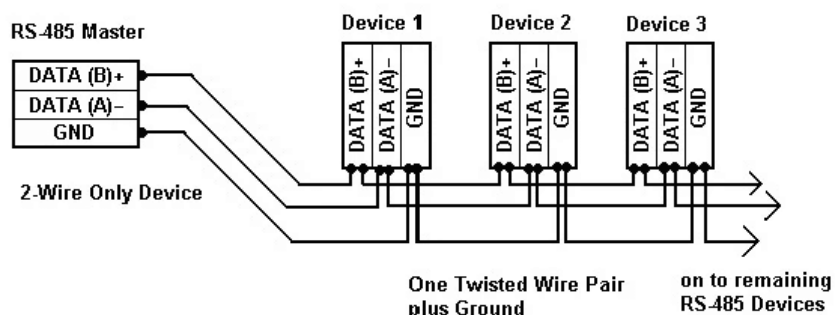 RS-485 Master
DATA (B)+
DATA (A)−
GND
2-Wire Only Device
Device 1
DATA (B)+
DATA (A)−
GND
Device 2
DATA (B)+
DATA (A)−
GND
Device 3
DATA (B)+
DATA (A)−
GND
One Twisted Wire Pair
plus Ground
on to remaining
RS-485 Devices